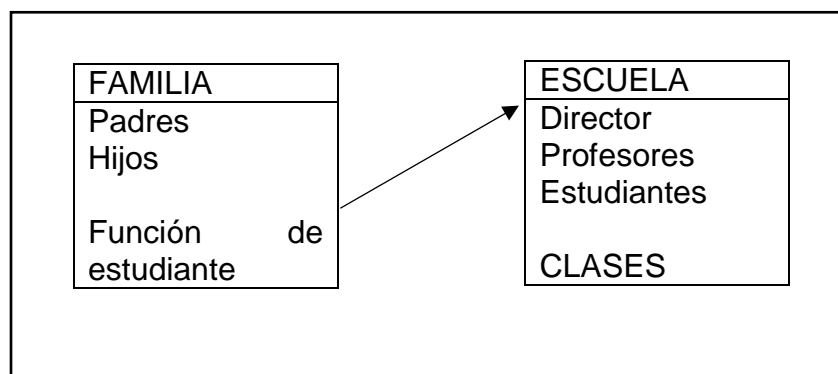 FAMILIA
Padres
Hijos
Función de
estudiante
ESCUELA
Director
Profesores
Estudiantes
CLASES